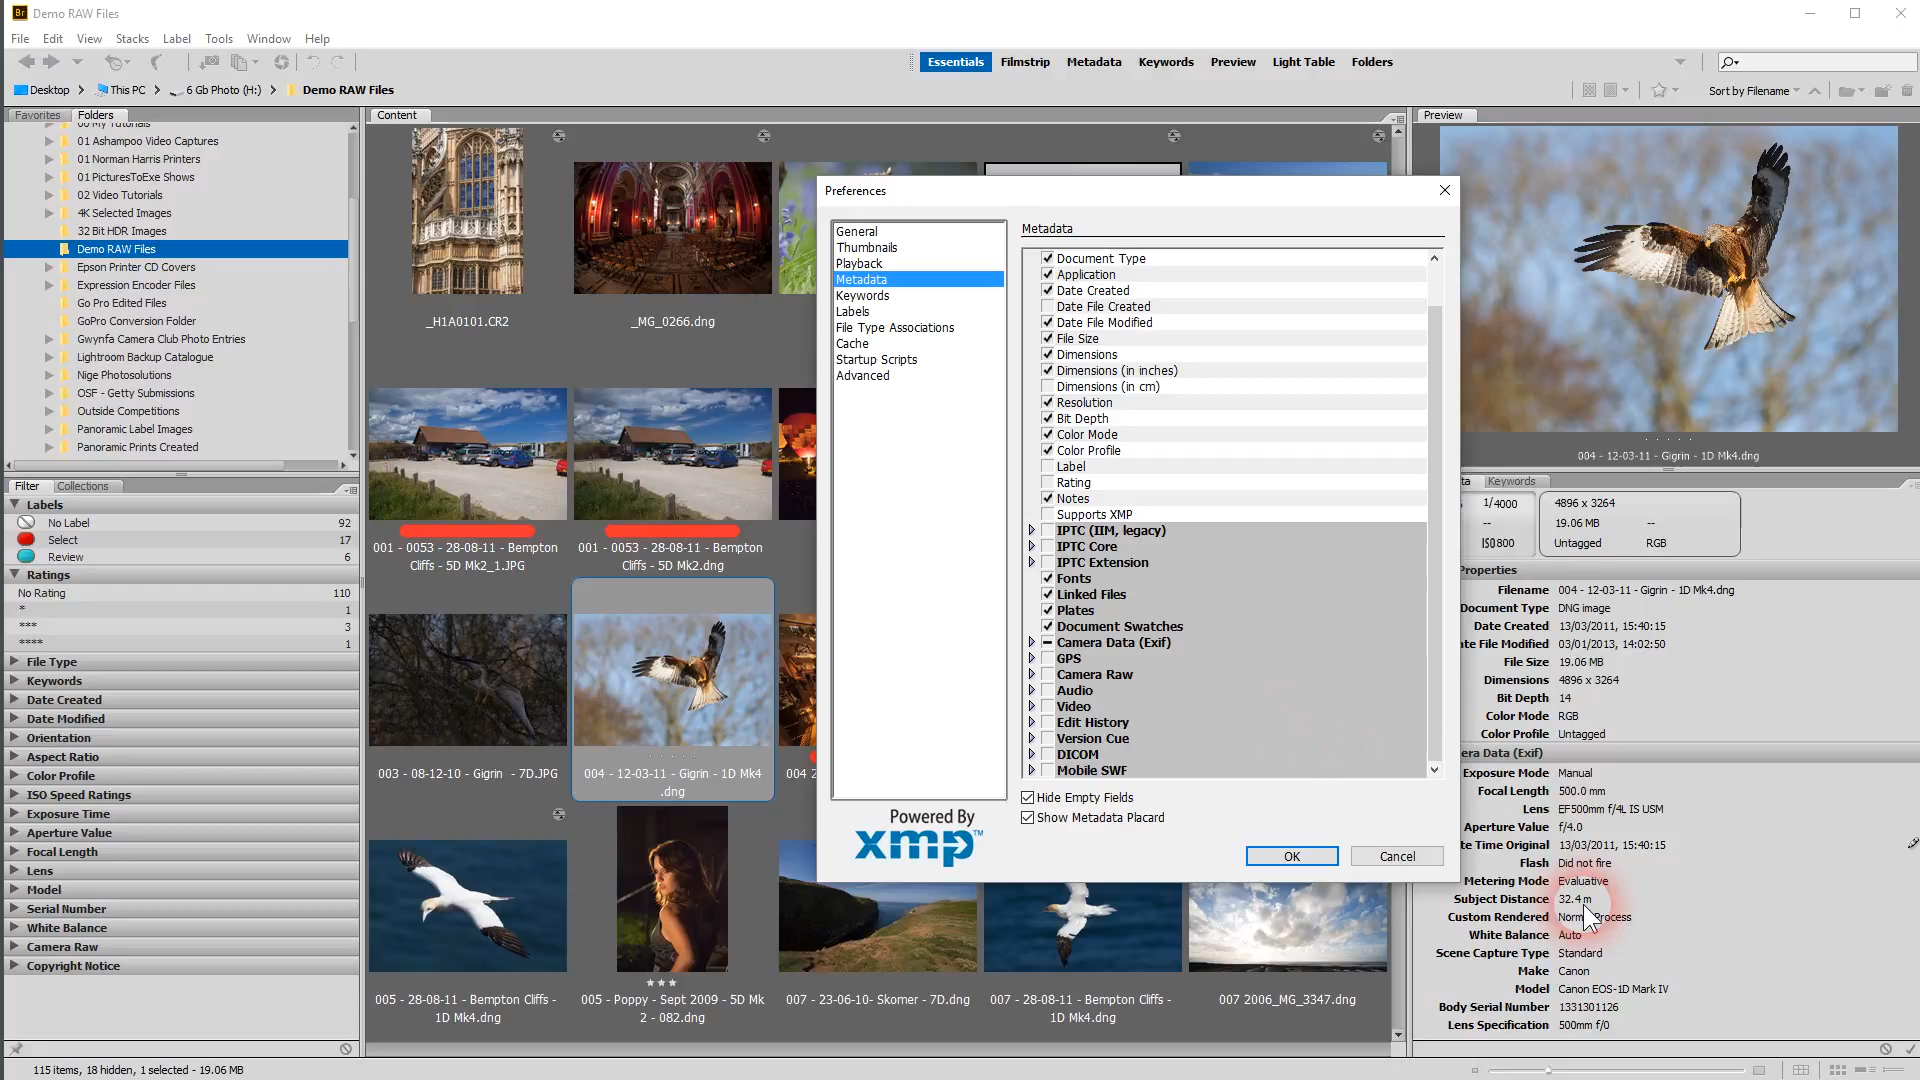 Br Demo RAW Files
File Edit View Stacks Label Tools Window Help
Essentials Filmstrip Metadata Keywords Preview Light Table Folders
Desktop This PC 6 Gb Photo (H:) Demo RAW Files
Sort by Filename
Favorites Folders
00 My Tutorials
01 Ashampoo Video Captures
01 Norman Harris Printers
01 PicturesToExe Shows
02 Video Tutorials
4K Selected Images
32 Bit HDR Images
Demo RAW Files
Epson Printer CD Covers
Expression Encoder Files
Go Pro Edited Files
GoPro Conversion Folder
Gwynfa Camera Club Photo Entries
Lightroom Backup Catalogue
Nige Photosolutions
OSF - Getty Submissions
Outside Competitions
Panoramic Label Images
Panoramic Prints Created
Filter Collections
Labels
No Label 92
Select 17
Review 6
Ratings
No Rating 110
* 1
*** 3
**** 1
File Type
Keywords
Date Created
Date Modified
Orientation
Aspect Ratio
Color Profile
ISO Speed Ratings
Exposure Time
Aperture Value
Focal Length
Lens
Model
Serial Number
White Balance
Camera Raw
Copyright Notice
115 items, 18 hidden, 1 selected - 19.06 MB
Content
_H1A0101.CR2
_MG_0266.dng
001 - 0053 - 28-08-11 - Bempton
Cliffs - 5D Mk2_1.JPG
001 - 0053 - 28-08-11 - Bempton
Cliffs - 5D Mk2.dng
003 - 08-12-10 - Gigrin - 7D.JPG
004 - 12-03-11 - Gigrin - 1D Mk4
.dng
004 2
005 - 28-08-11 - Bempton Cliffs -
1D Mk4.dng
005 - Poppy - Sept 2009 - 5D Mk
2 - 082.dng
007 - 23-06-10- Skomer - 7D.dng
007 - 28-08-11 - Bempton Cliffs -
1D Mk4.dng
007 2006_MG_3347.dng
Preferences
General
Thumbnails
Playback
Metadata
Keywords
Labels
File Type Associations
Cache
Startup Scripts
Advanced
Powered By
xmp™
Metadata
Document Type
Application
Date Created
Date File Created
Date File Modified
File Size
Dimensions
Dimensions (in inches)
Dimensions (in cm)
Resolution
Bit Depth
Color Mode
Color Profile
Label
Rating
Notes
Supports XMP
IPTC (IIM, legacy)
IPTC Core
IPTC Extension
Fonts
Linked Files
Plates
Document Swatches
Camera Data (Exif)
GPS
Camera Raw
Audio
Video
Edit History
Version Cue
DICOM
Mobile SWF
Hide Empty Fields
Show Metadata Placard
OK Cancel
Preview
004 - 12-03-11 - Gigrin - 1D Mk4.dng
ta Keywords
1/4000 4896 x 3264
-- 19.06 MB --
ISO800 Untagged RGB
Properties
Filename 004 - 12-03-11 - Gigrin - 1D Mk4.dng
Document Type DNG image
Date Created 13/03/2011, 15:40:15
ate File Modified 03/01/2013, 14:02:50
File Size 19.06 MB
Dimensions 4896 x 3264
Bit Depth 14
Color Mode RGB
Color Profile Untagged
era Data (Exif)
Exposure Mode Manual
Focal Length 500.0 mm
Lens EF500mm f/4L IS USM
Aperture Value f/4.0
te Time Original 13/03/2011, 15:40:15
Flash Did not fire
Metering Mode Evaluative
Subject Distance 32.4 m
Custom Rendered Normal Process
White Balance Auto
Scene Capture Type Standard
Make Canon
Model Canon EOS-1D Mark IV
Body Serial Number 1331301126
Lens Specification 500mm f/0